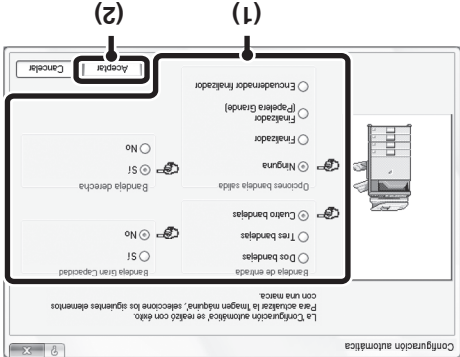 Configuración automática
La 'Configuración automática' se realizó con éxito.
Para actualizar la 'Imagen máquina', seleccione los siguientes elementos
con una marca.
Bandeja de entrada
Dos bandejas
Tres bandejas
Cuatro bandejas
Bandeja Gran Capacidad
Sí
No
Opciones bandeja salida
Ninguna
Finalizador
Finalizador
(Papelera Grande)
Encuadernador finalizador
Bandeja derecha
Sí
No
Aceptar
Cancelar
(1)
(2)